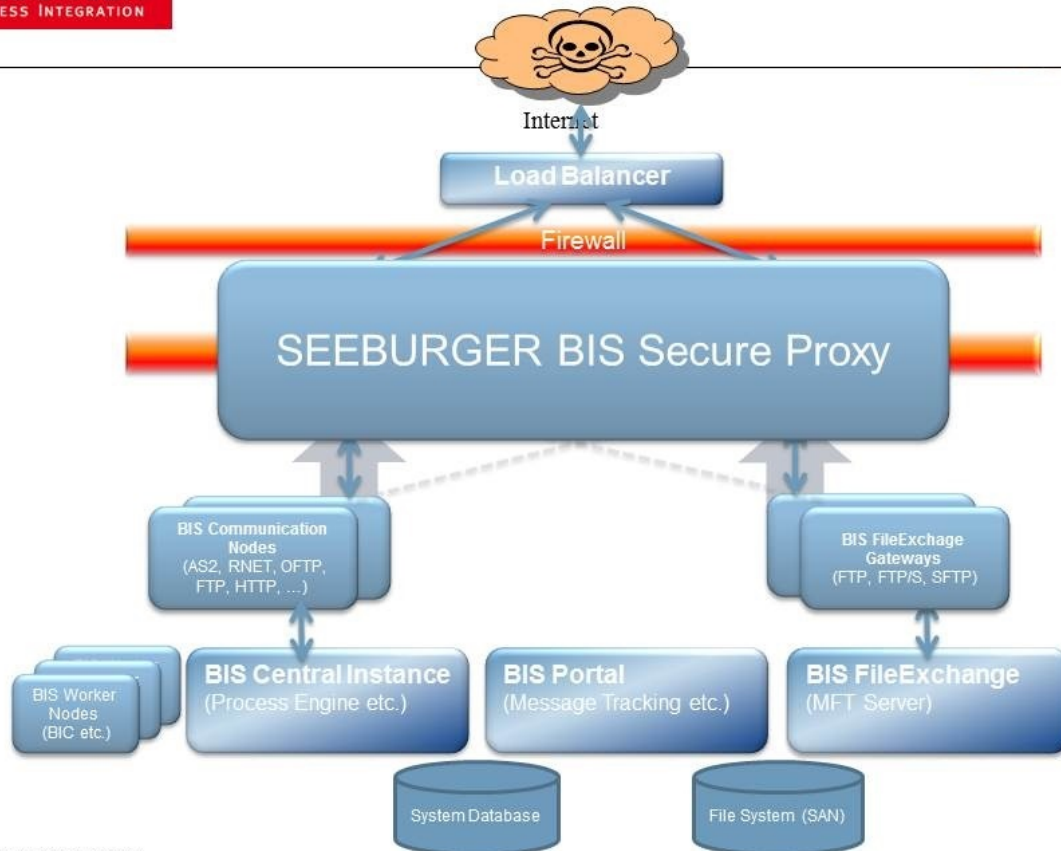 ESS INTEGRATION
Internet
Load Balancer
Firewall
SEEBURGER BIS Secure Proxy
BIS Communication
Nodes
(AS2, RNET, OFTP,
FTP, HTTP, ...)
BIS FileExchage
Gateways
(FTP, FTP/S, SFTP)
BIS Worker
Nodes
(BIC etc.)
BIS Central Instance
(Process Engine etc.)
BIS Portal
(Message Tracking etc.)
BIS FileExchange
(MFT Server)
System Database
File System (SAN)